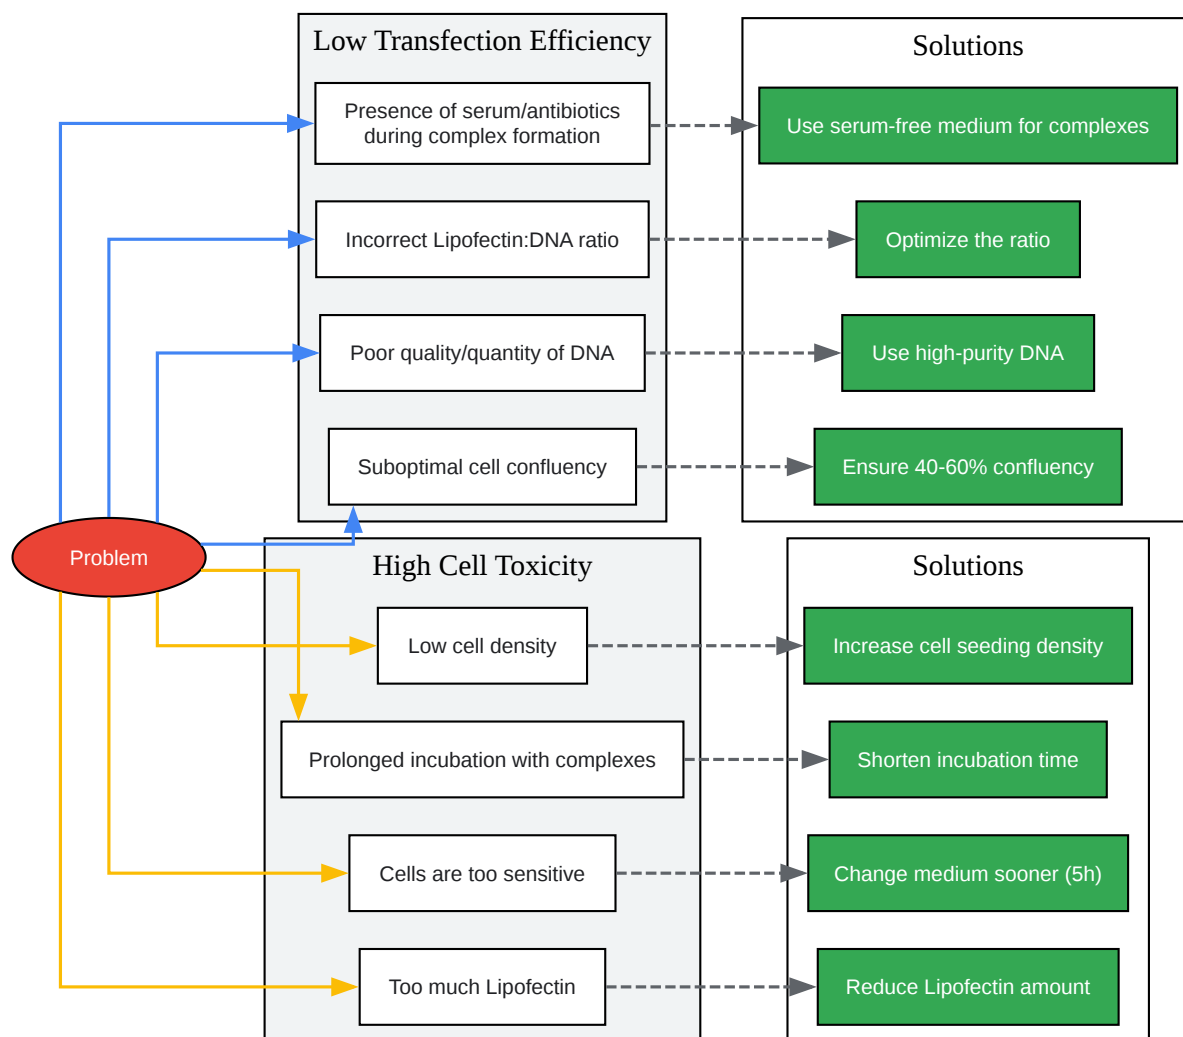 Low Transfection Efficiency
Solutions
Presence of serum/antibiotics
during complex formation
Use serum-free medium for complexes
Incorrect Lipofectin:DNA ratio
Optimize the ratio
Poor quality/quantity of DNA
Use high-purity DNA
Suboptimal cell confluency
Ensure 40-60% confluency
Problem
High Cell Toxicity
Solutions
Low cell density
Increase cell seeding density
Prolonged incubation with complexes
Shorten incubation time
Cells are too sensitive
Change medium sooner (5h)
Too much Lipofectin
Reduce Lipofectin amount